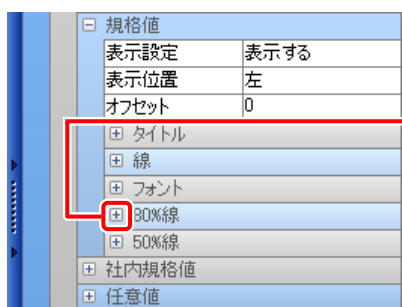 規格値
表示設定 表示する
表示位置 左
オフセット 0
タイトル
線
フォント
80%線
50%線
社内規格値
任意値